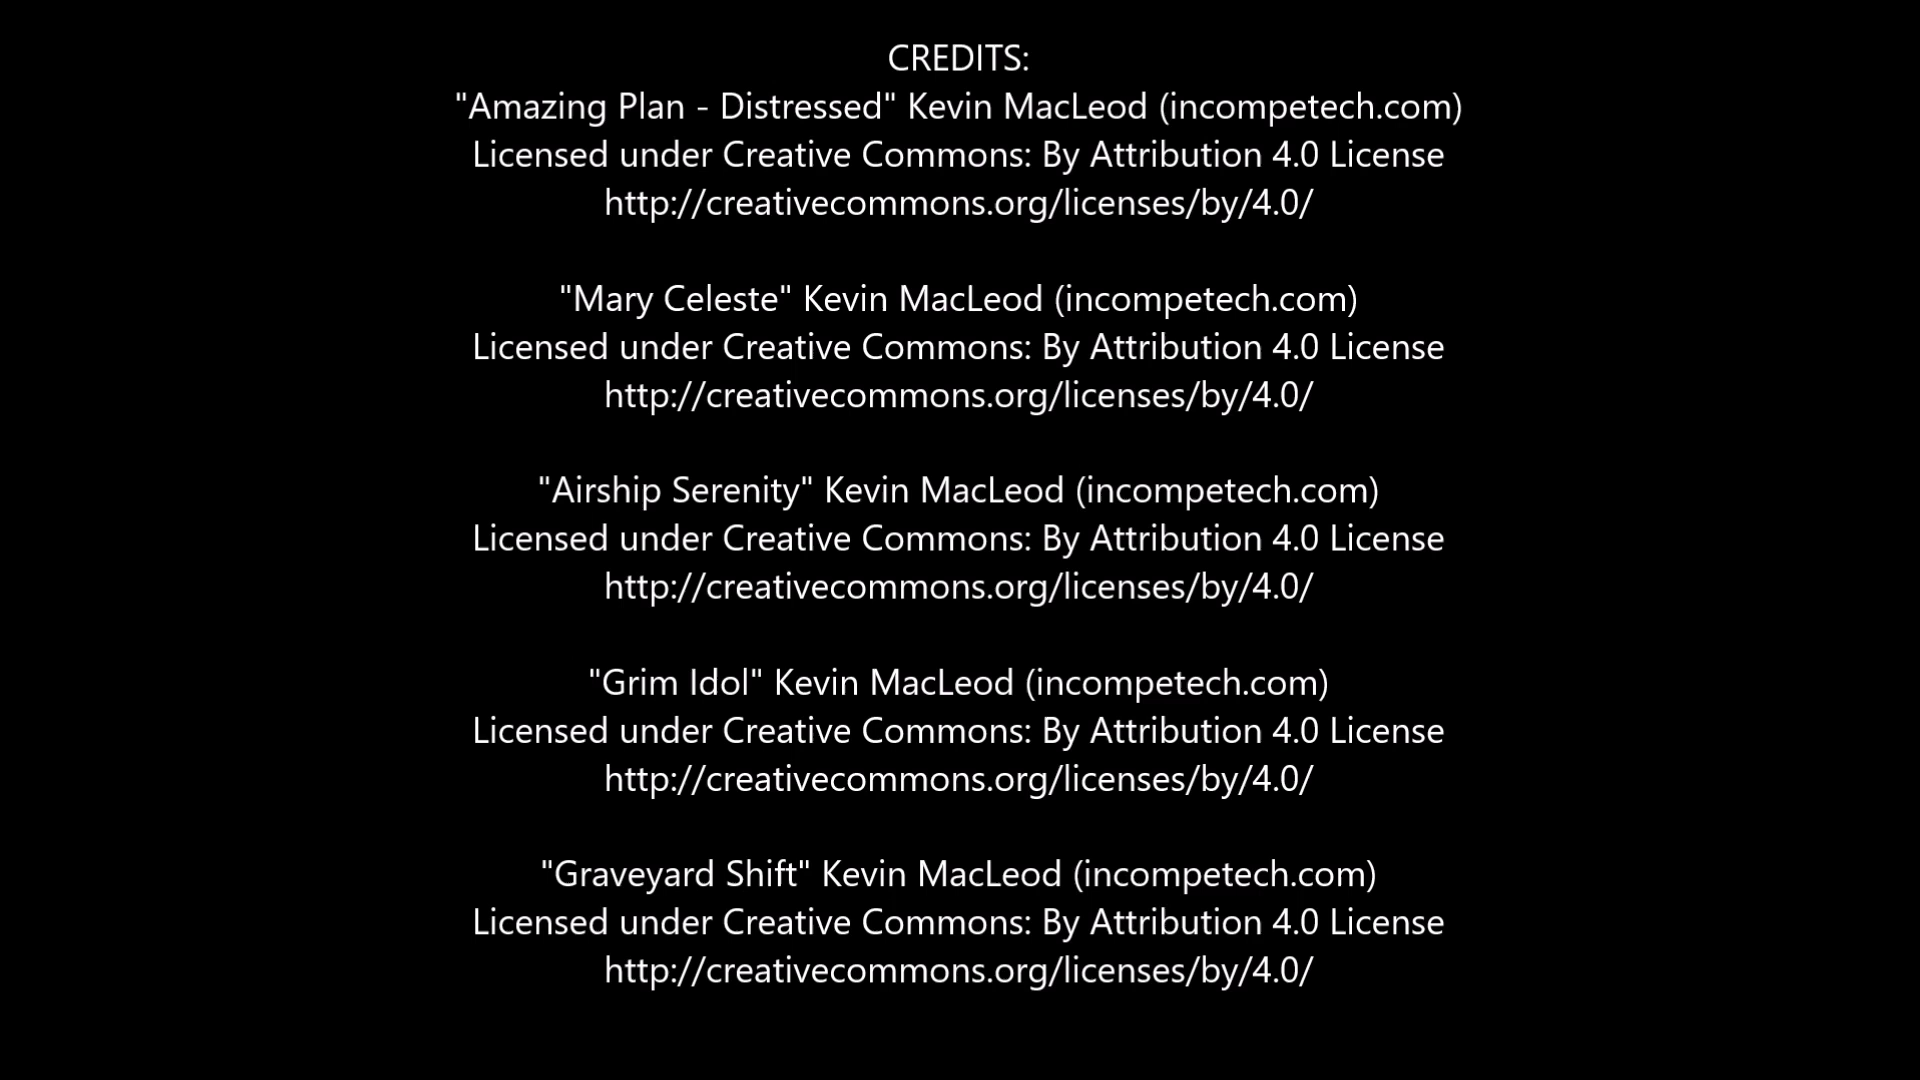 CREDITS:
"Amazing Plan - Distressed" Kevin MacLeod (incompetech.com)
Licensed under Creative Commons: By Attribution 4.0 License
http://creativecommons.org/licenses/by/4.0/
"Mary Celeste" Kevin MacLeod (incompetech.com)
Licensed under Creative Commons: By Attribution 4.0 License
http://creativecommons.org/licenses/by/4.0/
"Airship Serenity" Kevin MacLeod (incompetech.com)
Licensed under Creative Commons: By Attribution 4.0 License
http://creativecommons.org/licenses/by/4.0/
"Grim Idol" Kevin MacLeod (incompetech.com)
Licensed under Creative Commons: By Attribution 4.0 License
http://creativecommons.org/licenses/by/4.0/
"Graveyard Shift" Kevin MacLeod (incompetech.com)
Licensed under Creative Commons: By Attribution 4.0 License
http://creativecommons.org/licenses/by/4.0/